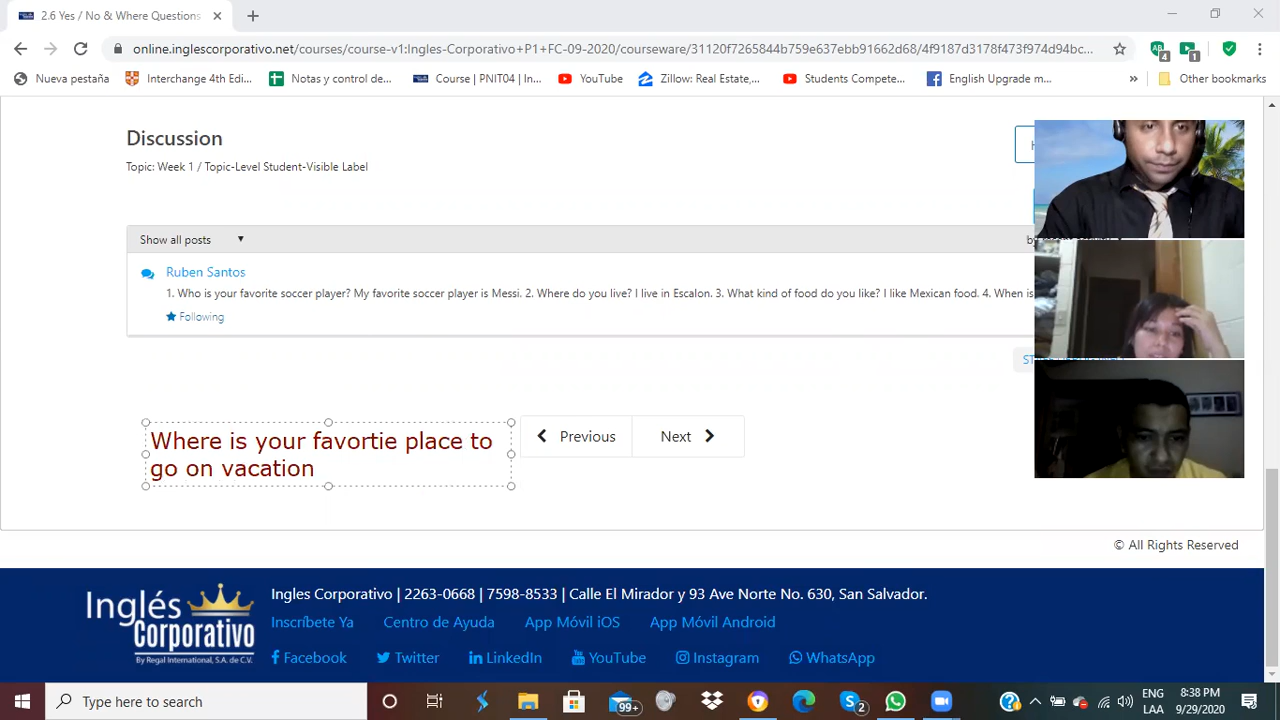 2.6 Yes / No & Where Questions
online.inglescorporativo.net/courses/course-v1:Ingles-Corporativo+P1+FC-09-2020/courseware/31120f7265844b759e637ebb91662d68/4f9187d3178f473f974d94bc...
4
1
Nueva pestaña
Interchange 4th Edi...
Notas y control de...
Course | PNIT04 | In...
YouTube
Zillow: Real Estate,...
Students Compete...
English Upgrade m...
»
Other bookmarks
Discussion
Topic: Week 1 / Topic-Level Student-Visible Label
Show all posts
Ruben Santos
1. Who is your favorite soccer player? My favorite soccer player is Messi. 2. Where do you live? I live in Escalon. 3. What kind of food do you like? I like Mexican food. 4. When is
Following
Where is your favortie place to
go on vacation
Previous
Next
© All Rights Reserved
Inglés
Corporativo
By Regal International, S.A. de C.V.
Ingles Corporativo | 2263-0668 | 7598-8533 | Calle El Mirador y 93 Ave Norte No. 630, San Salvador.
Inscríbete Ya
Centro de Ayuda
App Móvil iOS
App Móvil Android
Facebook
Twitter
LinkedIn
YouTube
Instagram
WhatsApp
Type here to search
99+
2
ENG
LAA
8:38 PM
9/29/2020